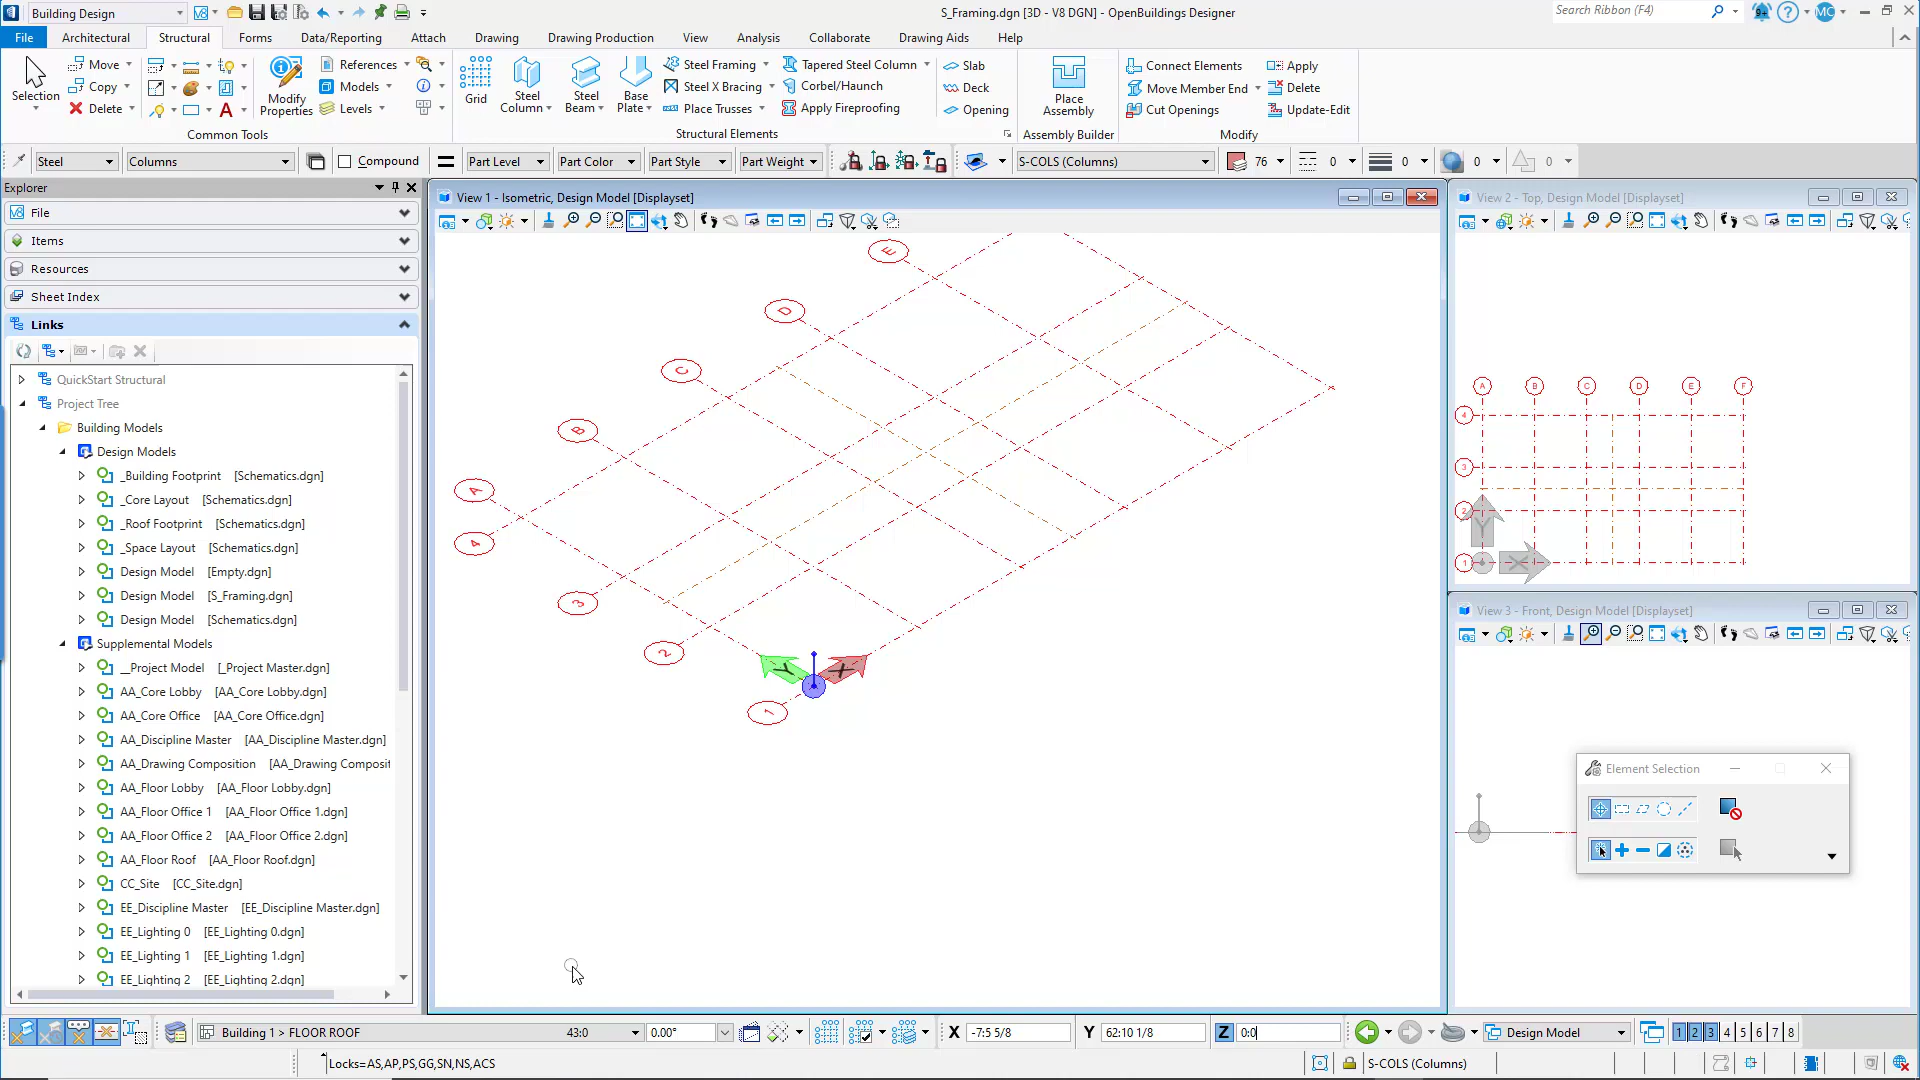 Building Design
S_Framing.dgn [3D - V8 DGN] - OpenBuildings Designer
Search Ribbon (F4)
9+
MC
File
Architectural
Structural
Forms
Data/Reporting
Attach
Drawing
Drawing Production
View
Analysis
Collaborate
Drawing Aids
Help
Selection
Move
Copy
Delete
Modify Properties
References
Models
Levels
Common Tools
Grid
Steel Column
Steel Beam
Base Plate
Steel Framing
Steel X Bracing
Place Trusses
Tapered Steel Column
Corbel/Haunch
Apply Fireproofing
Slab
Deck
Opening
Structural Elements
Place Assembly
Assembly Builder
Connect Elements
Move Member End
Cut Openings
Apply
Delete
Update-Edit
Modify
Steel
Columns
Compound
Part Level
Part Color
Part Style
Part Weight
S-COLS (Columns)
76
0
0
0
0
Explorer
File
Items
Resources
Sheet Index
Links
QuickStart Structural
Project Tree
Building Models
Design Models
_Building Footprint [Schematics.dgn]
_Core Layout [Schematics.dgn]
_Roof Footprint [Schematics.dgn]
_Space Layout [Schematics.dgn]
Design Model [Empty.dgn]
Design Model [S_Framing.dgn]
Design Model [Schematics.dgn]
Supplemental Models
__Project Model [_Project Master.dgn]
AA_Core Lobby [AA_Core Lobby.dgn]
AA_Core Office [AA_Core Office.dgn]
AA_Discipline Master [AA_Discipline Master.dgn]
AA_Drawing Composition [AA_Drawing Composit
AA_Floor Lobby [AA_Floor Lobby.dgn]
AA_Floor Office 1 [AA_Floor Office 1.dgn]
AA_Floor Office 2 [AA_Floor Office 2.dgn]
AA_Floor Roof [AA_Floor Roof.dgn]
CC_Site [CC_Site.dgn]
EE_Discipline Master [EE_Discipline Master.dgn]
EE_Lighting 0 [EE_Lighting 0.dgn]
EE_Lighting 1 [EE_Lighting 1.dgn]
EE_Lighting 2 [EE_Lighting 2.dgn]
View 1 - Isometric, Design Model [Displayset]
E
D
C
B
A
4
3
2
1
Y
X
View 2 - Top, Design Model [Displayset]
A B C D E F
4
3
2
1
Y
X
View 3 - Front, Design Model [Displayset]
Element Selection
Building 1 > FLOOR ROOF
43:0
0.00°
X -7:5 5/8
Y 62:10 1/8
Z 0:0
Design Model
1 2 3 4 5 6 7 8
Locks=AS,AP,PS,GG,SN,NS,ACS
S-COLS (Columns)